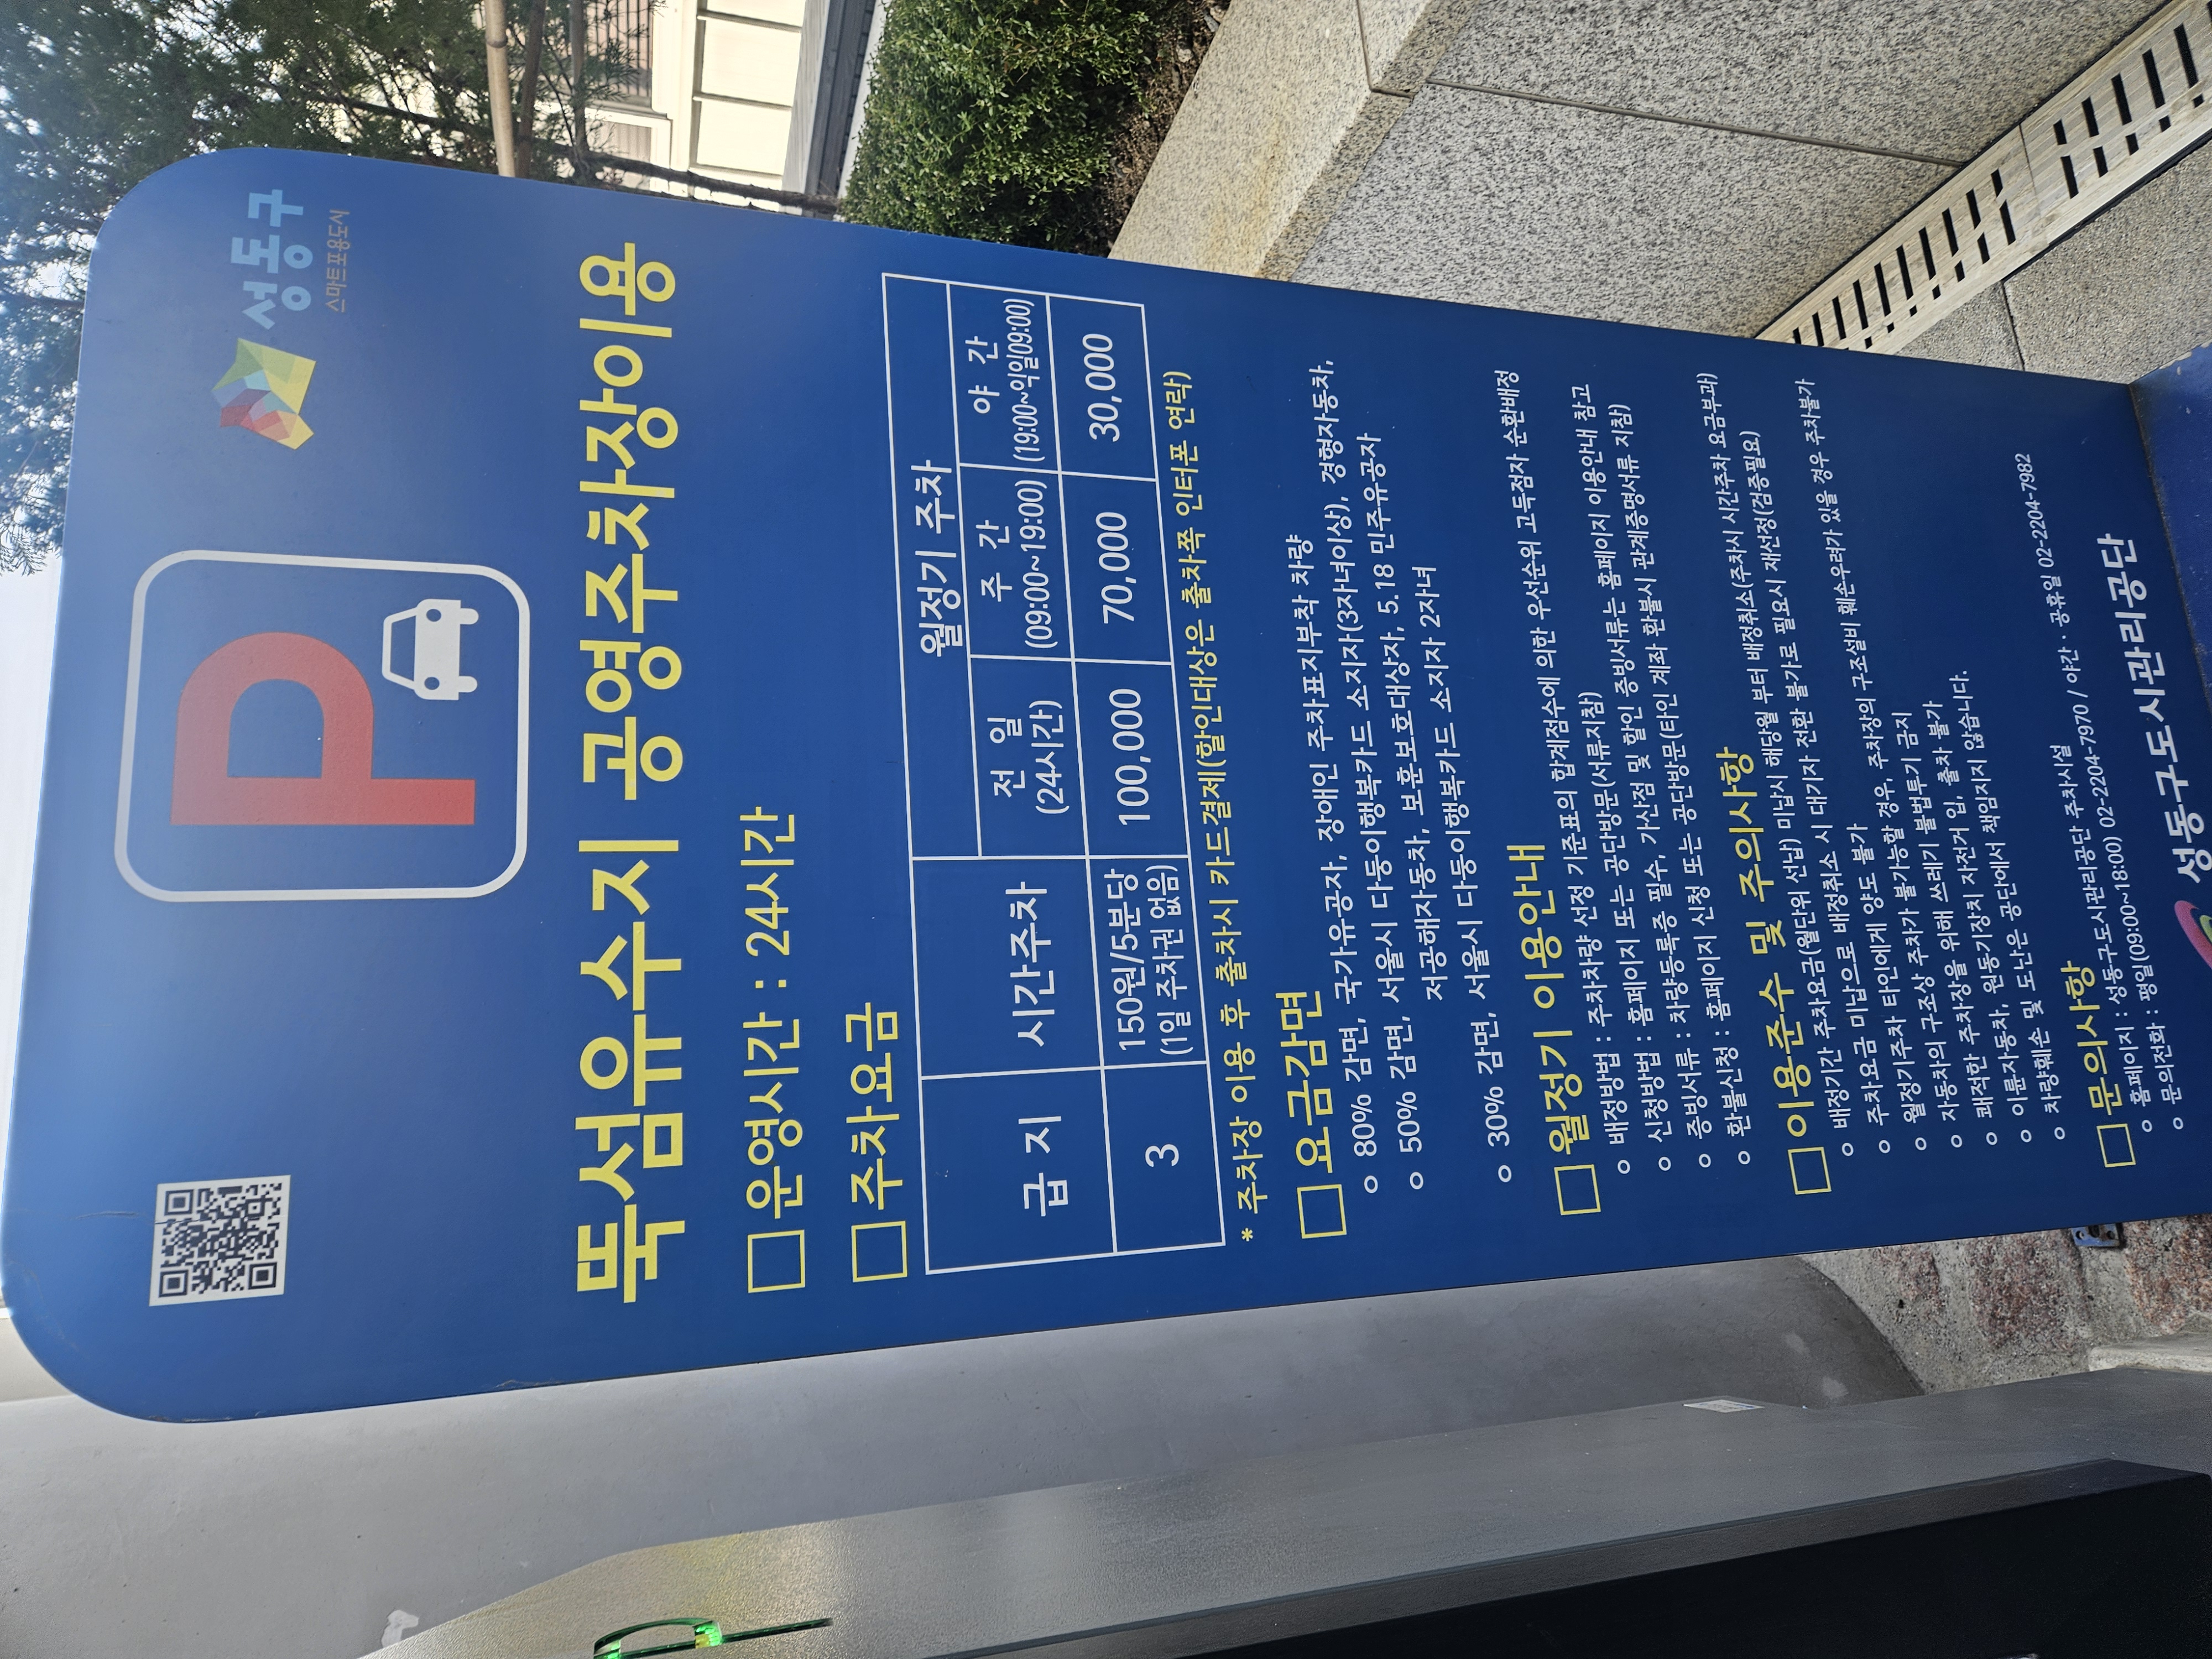 성동구
스마트포용도시
P
뚝섬유수지 공영주차장이용
□ 운영시간 : 24시간
□ 주차요금
급 지 시간주차 월정기 주차
전 일 주 간 야 간
(24시간) (09:00~19:00) (19:00~익일09:00)
3 150원/5분당 100,000 70,000 30,000
(1일 주차권 없음)
* 주차장 이용 후 출차시 카드결제(할인대상은 출차쪽 인터폰 연락)
□ 요금감면
o 80% 감면, 국가유공자, 장애인 주차표지부착 차량
o 50% 감면, 서울시 다둥이행복카드 소지자(3자녀이상), 경형자동차,
저공해자동차, 보훈보호대상자, 5.18 민주유공자
o 30% 감면, 서울시 다둥이행복카드 소지자 2자녀
□ 월정기 이용안내
o 배정방법 : 주차차량 선정 기준표의 합계점수에 의한 우선순위 고득점자 순환배정
o 신청방법 : 홈페이지 또는 공단방문(서류지참)
o 증빙서류 : 차량등록증 필수, 가산점 및 할인 증빙서류는 홈페이지 이용안내 참고
o 환불신청 : 홈페이지 신청 또는 공단방문(타인 계좌 환불시 관계증명서류 지참)
□ 이용준수 및 주의사항
o 배정기간 주차요금(월단위 선납) 미납시 해당월 부터 배정취소(주차시 시간주차 요금부과)
o 주차요금 미납으로 배정취소 시 대기자 전환 불가로 필요시 재선정(검증필요)
o 월정기주차 타인에게 양도 불가
o 자동차의 구조상 주차가 불가능할 경우, 주차장의 구조설비 훼손우려가 있을 경우 주차불가
o 쾌적한 주차장을 위해 쓰레기 불법투기 금지
o 이륜자동차, 원동기장치 자전거 입, 출차 불가
o 차량훼손 및 도난은 공단에서 책임지지 않습니다.
□ 문의사항
o 홈페이지 : 성동구도시관리공단 주차시설
o 문의전화 : 평일(09:00~18:00) 02-2204-7970 / 야간 · 공휴일 02-2204-7982
성동구도시관리공단